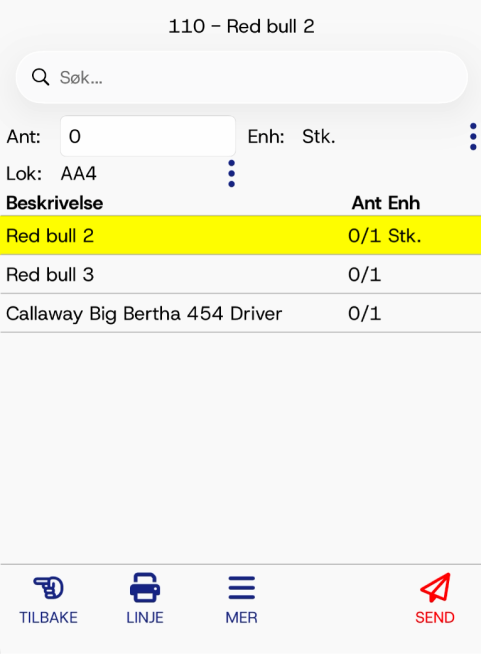 110 - Red bull 2
Søk...
Ant: 0 Enh: Stk.
Lok: AA4
Beskrivelse Ant Enh
Red bull 2 0/1 Stk.
Red bull 3 0/1
Callaway Big Bertha 454 Driver 0/1
TILBAKE LINJE MER SEND